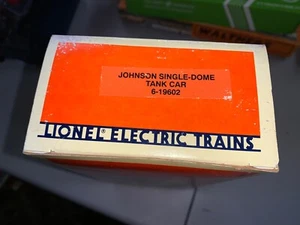 JOHNSON SINGLE-DOME
TANK CAR
6-19602
LIONEL ELECTRIC TRAINS